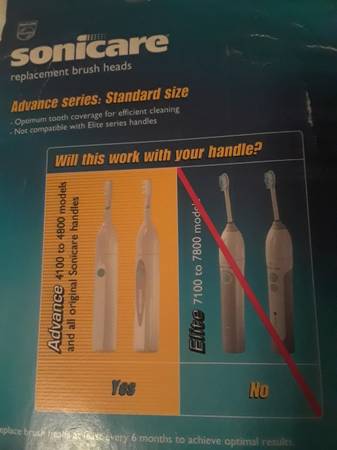 PHILIPS
sonicare
replacement brush heads
Advance series: Standard size
- Optimum tooth coverage for efficient cleaning
- Not compatible with Elite series handles
Will this work with your handle?
Advance 4100 to 4800 models
and all original Sonicare handles
Elite 7100 to 7800 models
Yes
No
eplace brush heads at least every 6 months to achieve optimal results.